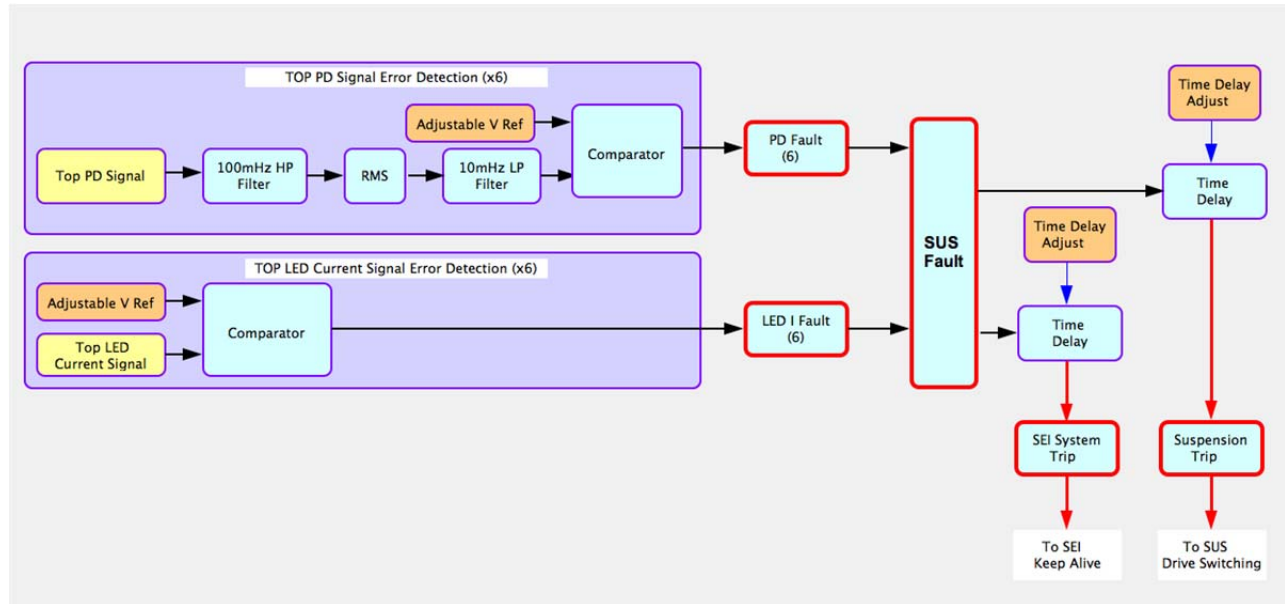 TOP PD Signal Error Detection (x6)
Adjustable V Ref
Comparator
Top PD Signal
100mHz HP
Filter
RMS
10mHz LP
Filter
PD Fault
(6)
Time Delay
Adjust
Time
Delay
SUS
Fault
Time Delay
Adjust
TOP LED Current Signal Error Detection (x6)
Adjustable V Ref
Comparator
Top LED
Current Signal
LED I Fault
(6)
Time
Delay
SEI System
Trip
Suspension
Trip
To SEI
Keep Alive
To SUS
Drive Switching